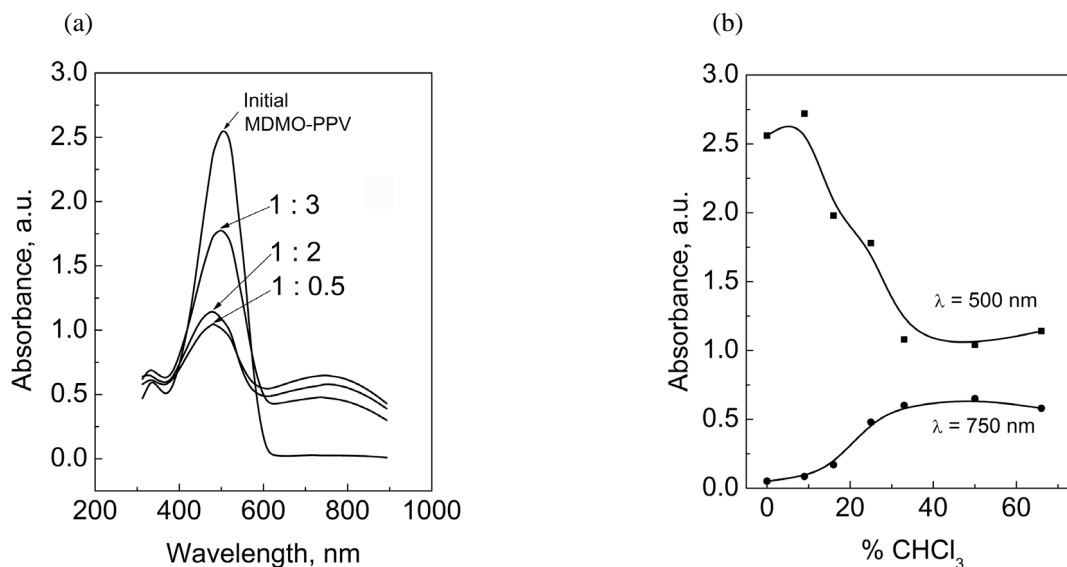 (a)
3.0
2.5
2.0
1.5
1.0
0.5
0.0
Absorbance, a.u.
Initial
MDMO-PPV
1 : 3
1 : 2
1 : 0.5
200
400
600
800
1000
Wavelength, nm
(b)
3.0
2.5
2.0
1.5
1.0
0.5
0.0
Absorbance, a.u.
λ = 500 nm
λ = 750 nm
0
20
40
60
% CHCl₃